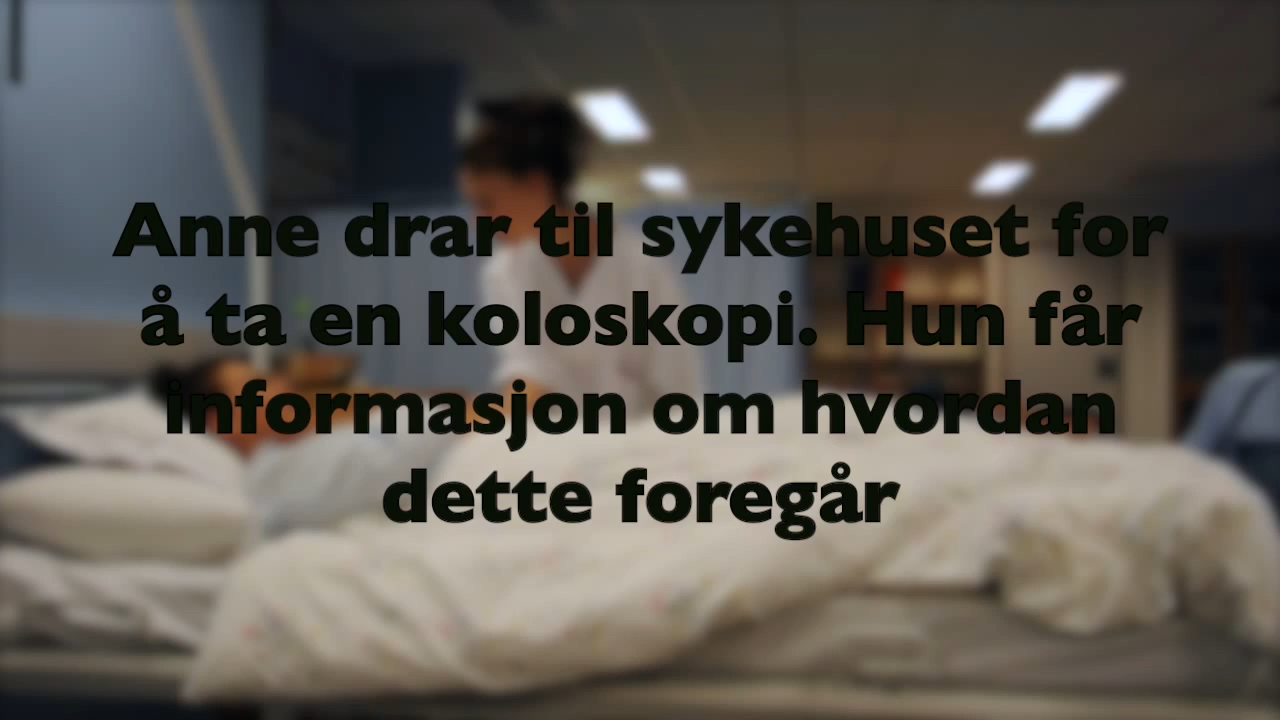 Anne drar til sykehuset for
å ta en koloskopi. Hun får
informasjon om hvordan
dette foregår